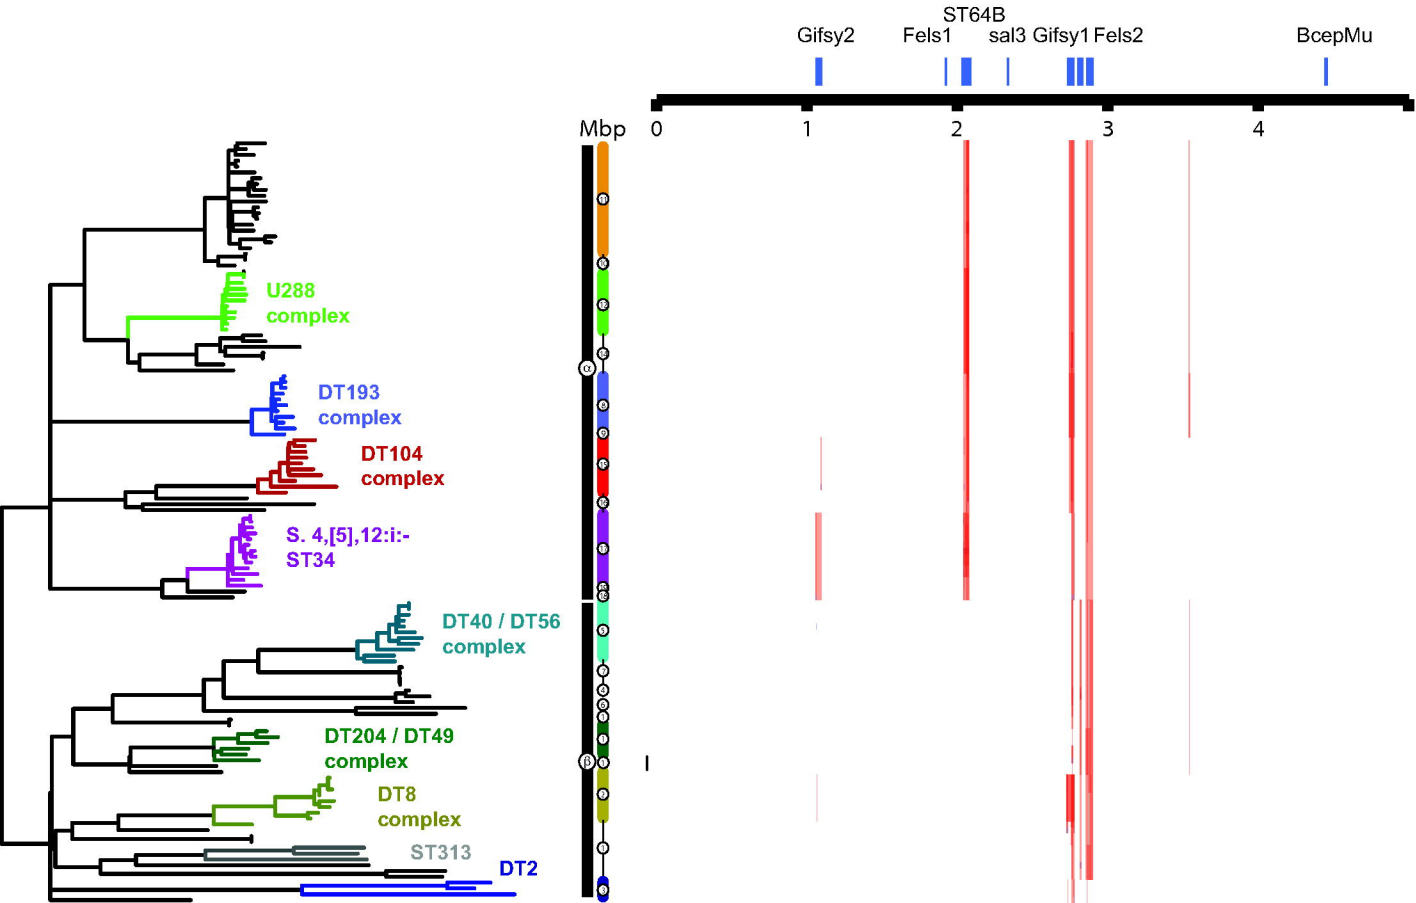 ST64B
Gifsy2 Fels1 sal3 Gifsy1 Fels2 BcepMu
Mbp 0 1 2 3 4
U288
complex
α
DT193
complex
DT104
complex
S. 4,[5],12:i:-
ST34
DT40 / DT56
complex
DT204 / DT49
complex
β
DT8
complex
ST313
DT2